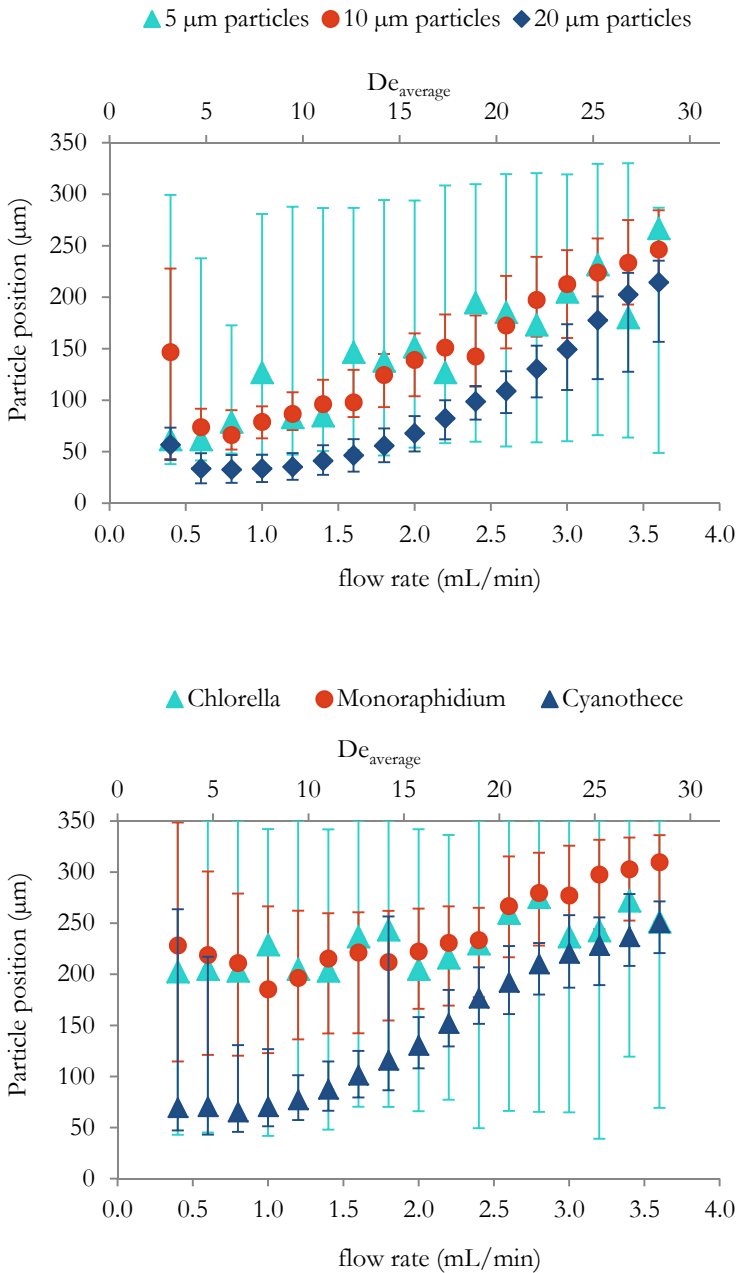 5 μm particles 10 μm particles 20 μm particles
De average
0 5 10 15 20 25 30
350
300
250
200
150
100
50
0
Particle position (μm)
0.0 0.5 1.0 1.5 2.0 2.5 3.0 3.5 4.0
flow rate (mL/min)
Chlorella Monoraphidium Cyanothece
De average
0 5 10 15 20 25 30
350
300
250
200
150
100
50
0
Particle position (μm)
0.0 0.5 1.0 1.5 2.0 2.5 3.0 3.5 4.0
flow rate (mL/min)